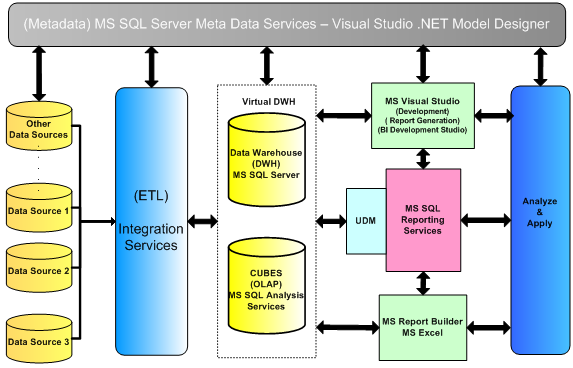 (Metadata) MS SQL Server Meta Data Services – Visual Studio .NET Model Designer
Other
Data Sources
Data Source 1
Data Source 2
Data Source 3
(ETL)
Integration
Services
Virtual DWH
Data Warehouse
(DWH)
MS SQL Server
CUBES
(OLAP)
MS SQL Analysis
Services
MS Visual Studio
(Development)
( Report Generation)
(BI Development Studio)
UDM
MS SQL
Reporting
Services
MS Report Builder
MS Excel
Analyze
&
Apply